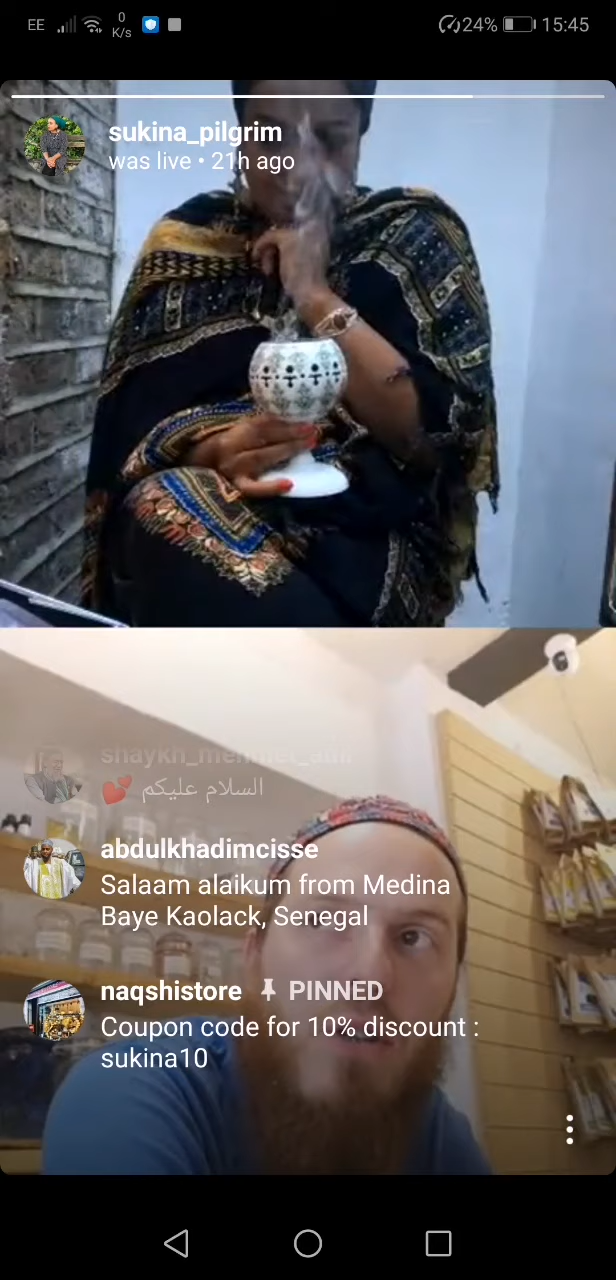 EE
0
K/s
24%
15:45
sukina_pilgrim
was live • 21h ago
السلام عليكم
abdulkhadimcisse
Salaam alaikum from Medina
Baye Kaolack, Senegal
naqshistore PINNED
Coupon code for 10% discount :
sukina10